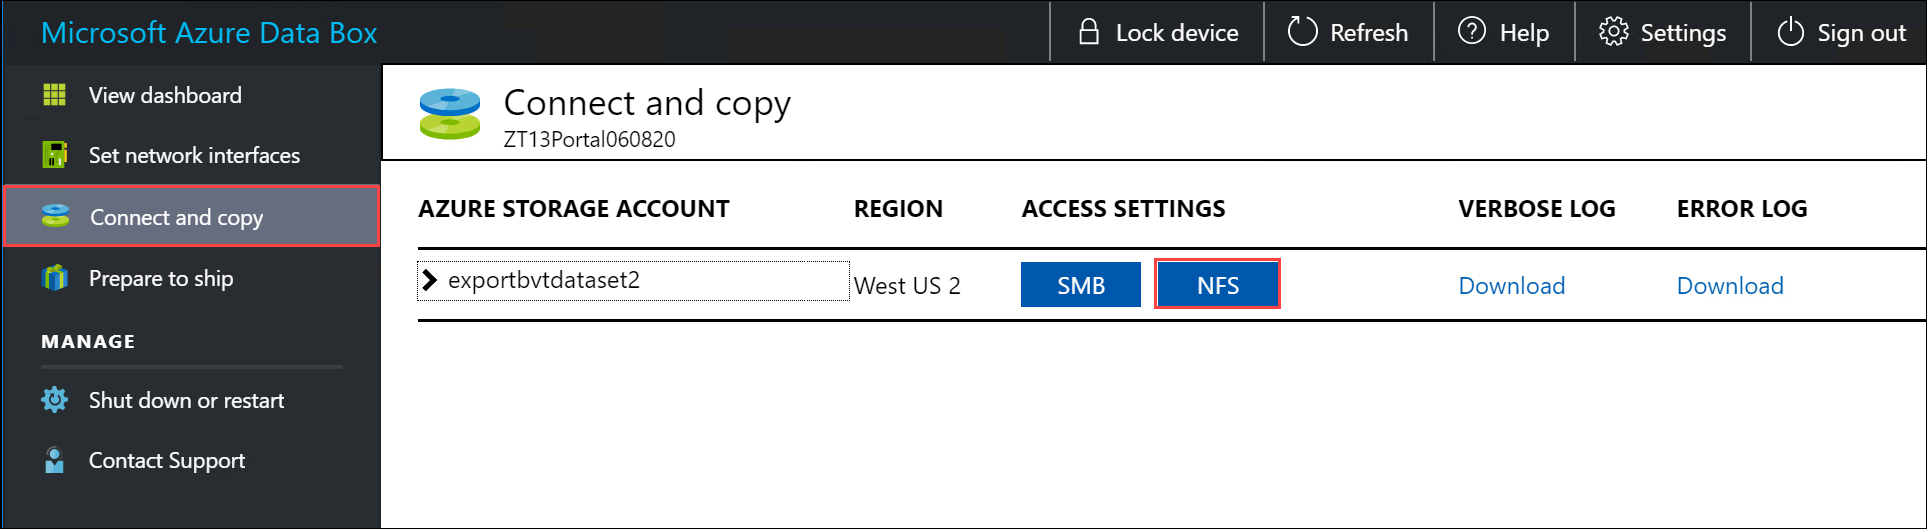 Microsoft Azure Data Box
Lock device
Refresh
Help
Settings
Sign out
View dashboard
Set network interfaces
Connect and copy
Prepare to ship
MANAGE
Shut down or restart
Contact Support
Connect and copy
ZT13Portal060820
AZURE STORAGE ACCOUNT REGION ACCESS SETTINGS VERBOSE LOG ERROR LOG
exportbvtdataset2 West US 2 SMB NFS Download Download